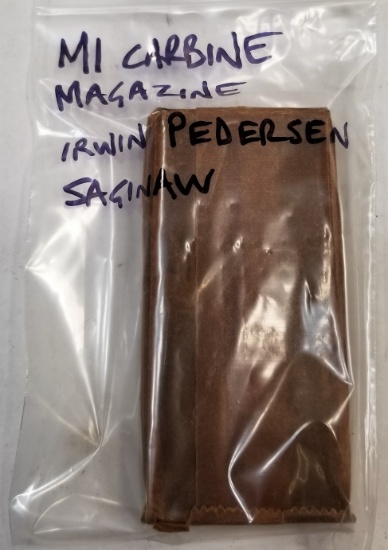 M1 CARBINE
MAGAZINE
IRWIN PEDERSEN
SAGINAW